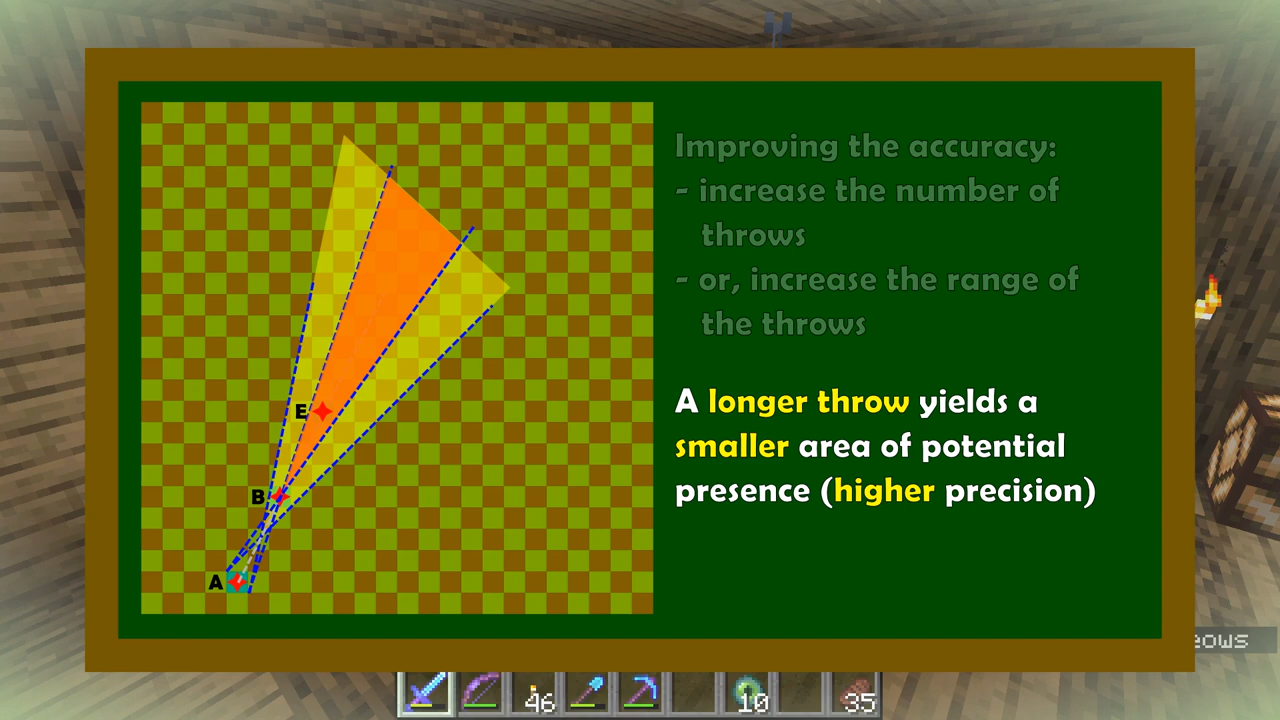 Improving the accuracy:
- increase the number of
throws
- or, increase the range of
the throws
A longer throw yields a
smaller area of potential
presence (higher precision)
E
B
A
eows
46
10
35